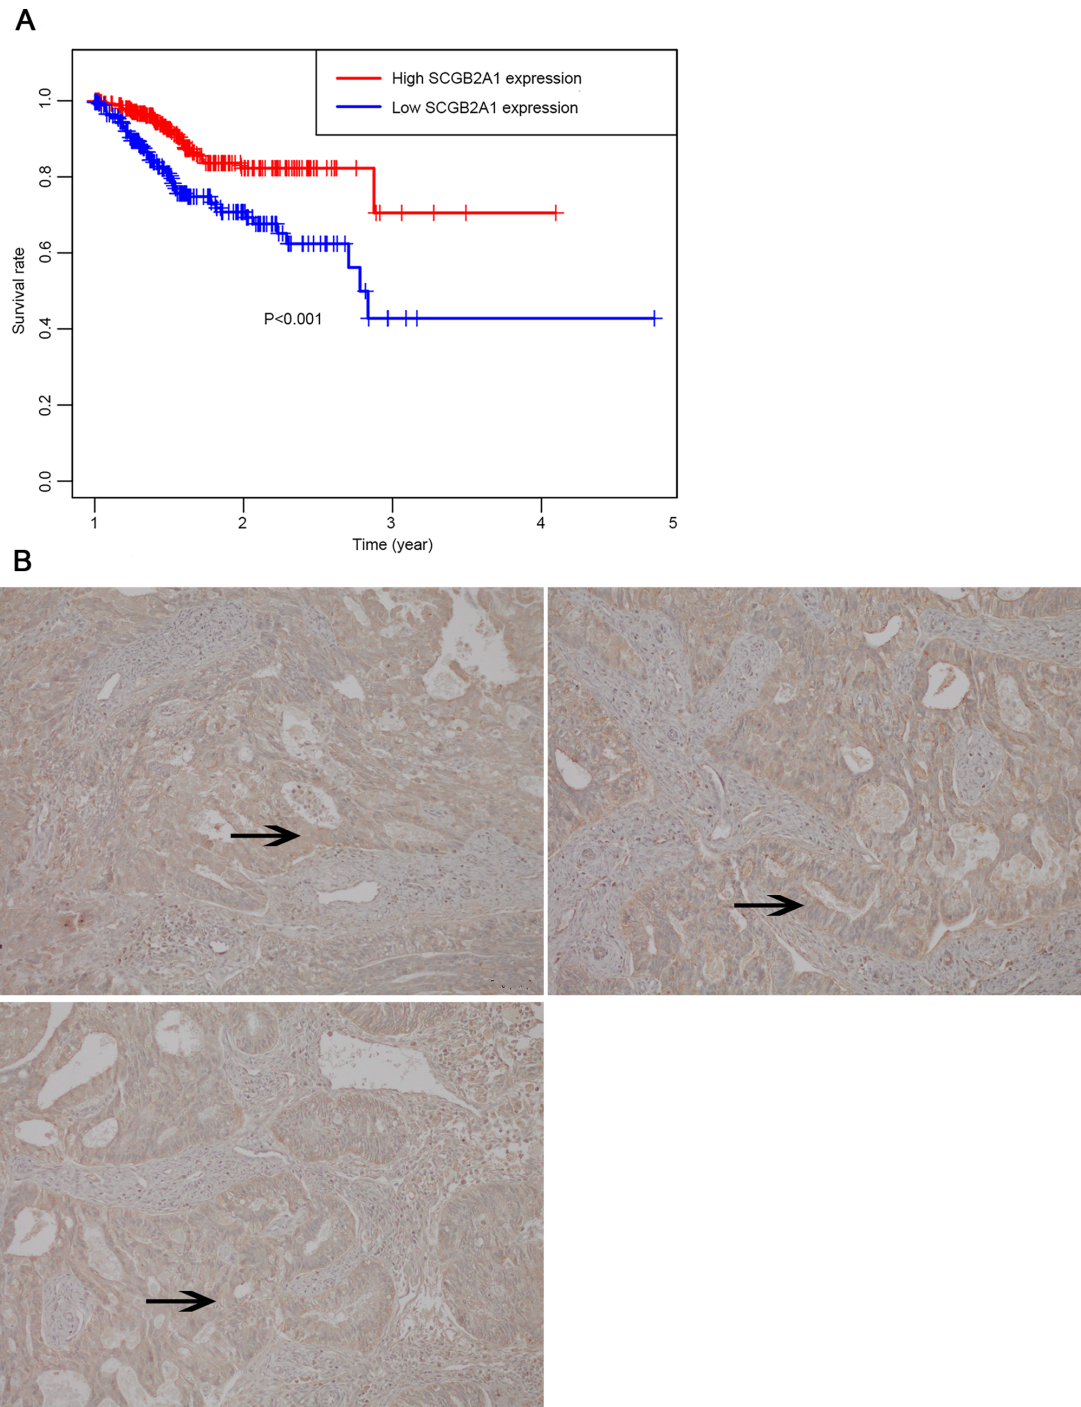 A
High SCGB2A1 expression
Low SCGB2A1 expression
1.0
0.8
0.6
0.4
0.2
0.0
Survival rate
P<0.001
1 2 3 4 5
Time (year)
B